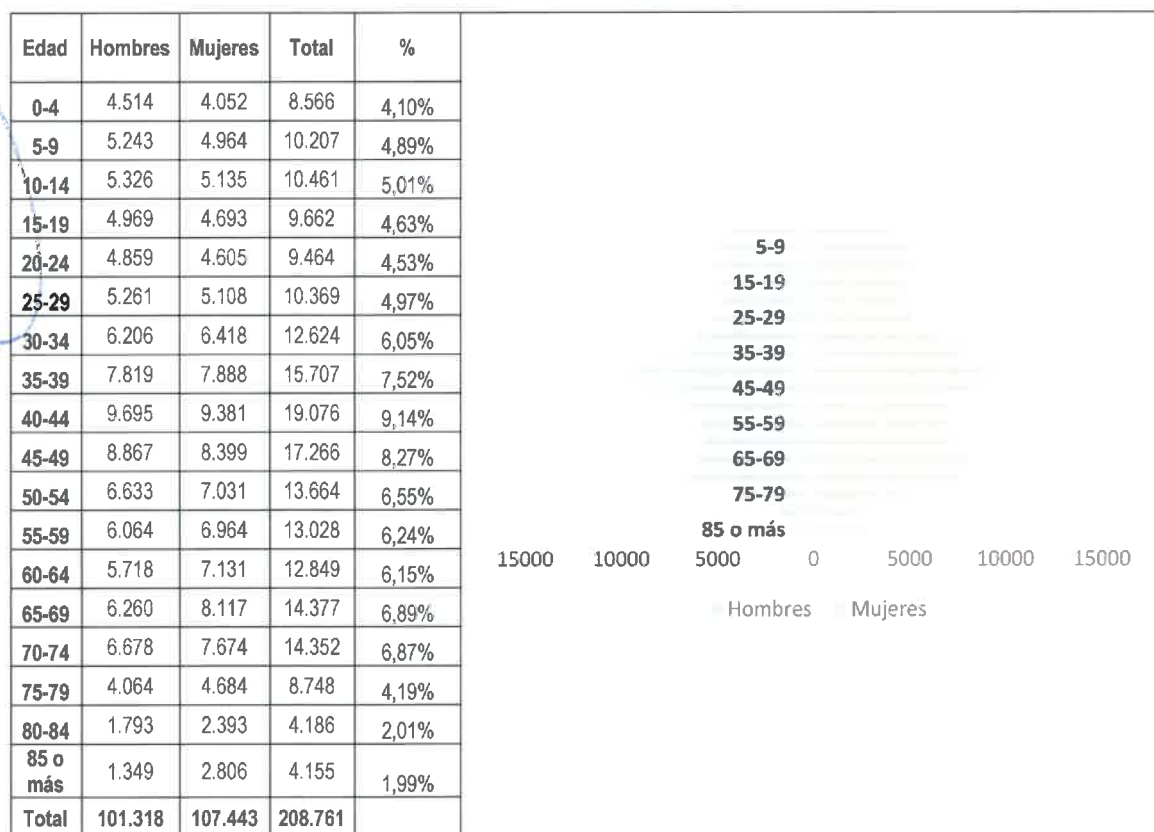 Edad Hombres Mujeres Total %
0-4 4.514 4.052 8.566 4,10%
5-9 5.243 4.964 10.207 4,89%
10-14 5.326 5.135 10.461 5,01%
15-19 4.969 4.693 9.662 4,63%
20-24 4.859 4.605 9.464 4,53%
25-29 5.261 5.108 10.369 4,97%
30-34 6.206 6.418 12.624 6,05%
35-39 7.819 7.888 15.707 7,52%
40-44 9.695 9.381 19.076 9,14%
45-49 8.867 8.399 17.266 8,27%
50-54 6.633 7.031 13.664 6,55%
55-59 6.064 6.964 13.028 6,24%
60-64 5.718 7.131 12.849 6,15%
65-69 6.260 8.117 14.377 6,89%
70-74 6.678 7.674 14.352 6,87%
75-79 4.064 4.684 8.748 4,19%
80-84 1.793 2.393 4.186 2,01%
85 o
más 1.349 2.806 4.155 1,99%
Total 101.318 107.443 208.761
5-9
15-19
25-29
35-39
45-49
55-59
65-69
75-79
85 o más
15000 10000 5000 0 5000 10000 15000
Hombres Mujeres